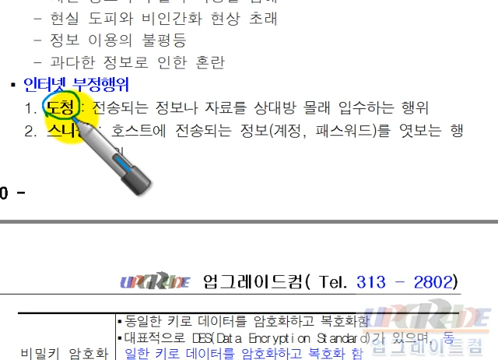 – 현실 도피와 비인간화 현상 초래
– 정보 이용의 불평등
– 과다한 정보로 인한 혼란
▪ 인터넷 부정행위
1. 도청 : 전송되는 정보나 자료를 상대방 몰래 입수하는 행위
2. 스니 : 호스트에 전송되는 정보(계정, 패스워드)를 엿보는 행
위
0 –
UPGRADE 업그레이드컴( Tel. 313 – 2802)
▪동일한 키로 데이터를 암호화하고 복호화함
▪대표적으로 DES(Data Encryption Standard)가 있으며, 동
비밀키 암호화 일한 키로 데이터를 암호화하고 복호화 함
UPGRADE
업그레이드컴